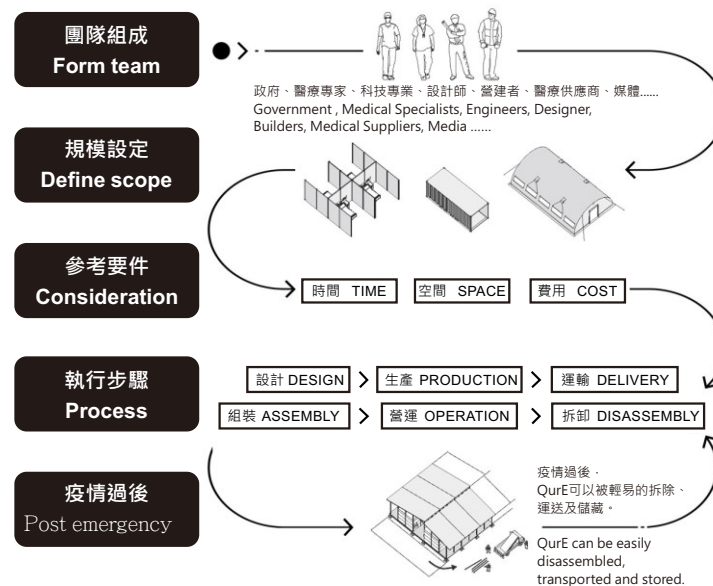 團隊組成
Form team
政府、醫療專家、科技專業、設計師、營建者、醫療供應商、媒體......
Government , Medical Specialists, Engineers, Designer,
Builders, Medical Suppliers, Media ......
規模設定
Define scope
參考要件
Consideration
時間 TIME
空間 SPACE
費用 COST
執行步驟
Process
設計 DESIGN
生產 PRODUCTION
運輸 DELIVERY
組裝 ASSEMBLY
營運 OPERATION
拆卸 DISASSEMBLY
疫情過後
Post emergency
疫情過後．
QurE可以被輕易的拆除、
運送及儲藏。
QurE can be easily
disassembled,
transported and stored.